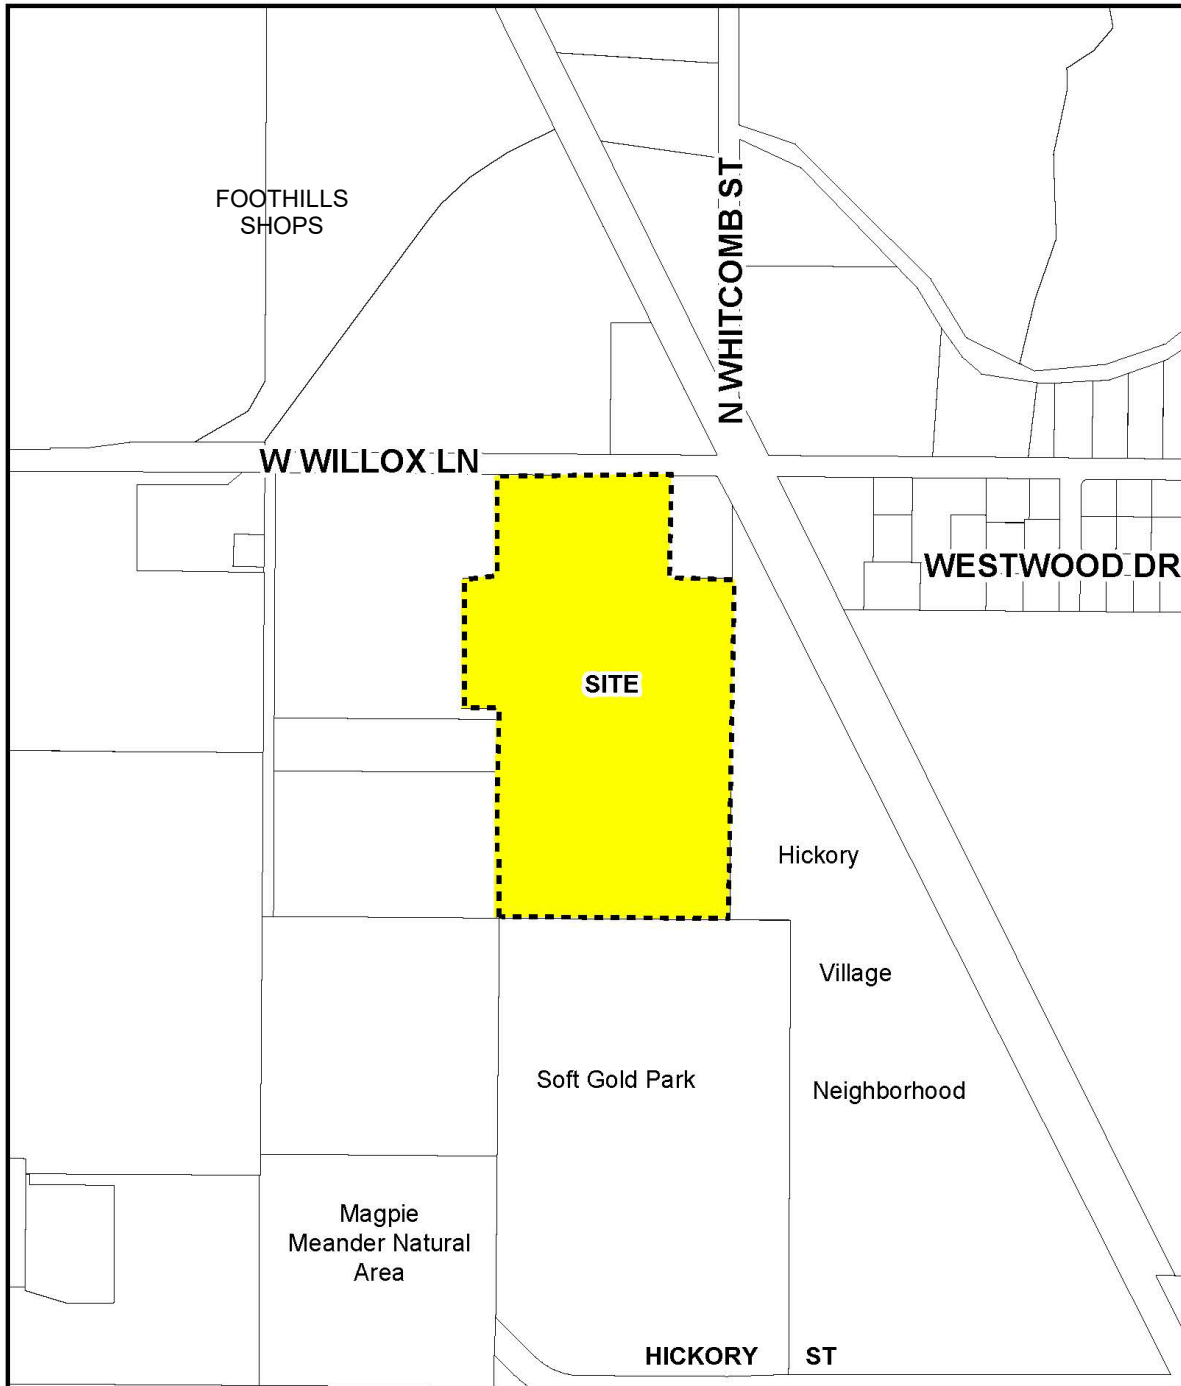 FOOTHILLS
SHOPS
N WHITCOMB ST
W WILLOX LN
WESTWOOD DR
SITE
Hickory
Village
Soft Gold Park
Neighborhood
Magpie
Meander Natural
Area
HICKORY ST